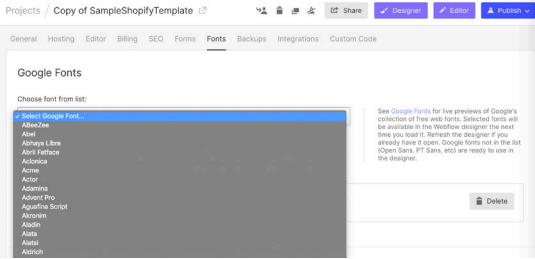 Projects / Copy of SampleShopifyTemplate
Share
Designer
Editor
Publish
General Hosting Editor Billing SEO Forms Fonts Backups Integrations Custom Code
Google Fonts
Choose font from list:
Select Google Font...
ABeeZee
Abel
Abhaya Libre
Abril Fatface
Aclonica
Acme
Actor
Adamina
Advent Pro
Aguafina Script
Akronim
Aladin
Alata
Alatsi
Aldrich
See Google Fonts for live previews of Google's
collection of free web fonts. Selected fonts will
be available in the Webflow designer the next
time you load it. Refresh the designer if you
already have it open. Google fonts not in the list
(Open Sans, PT Sans, etc) are ready to use in
the designer.
Delete